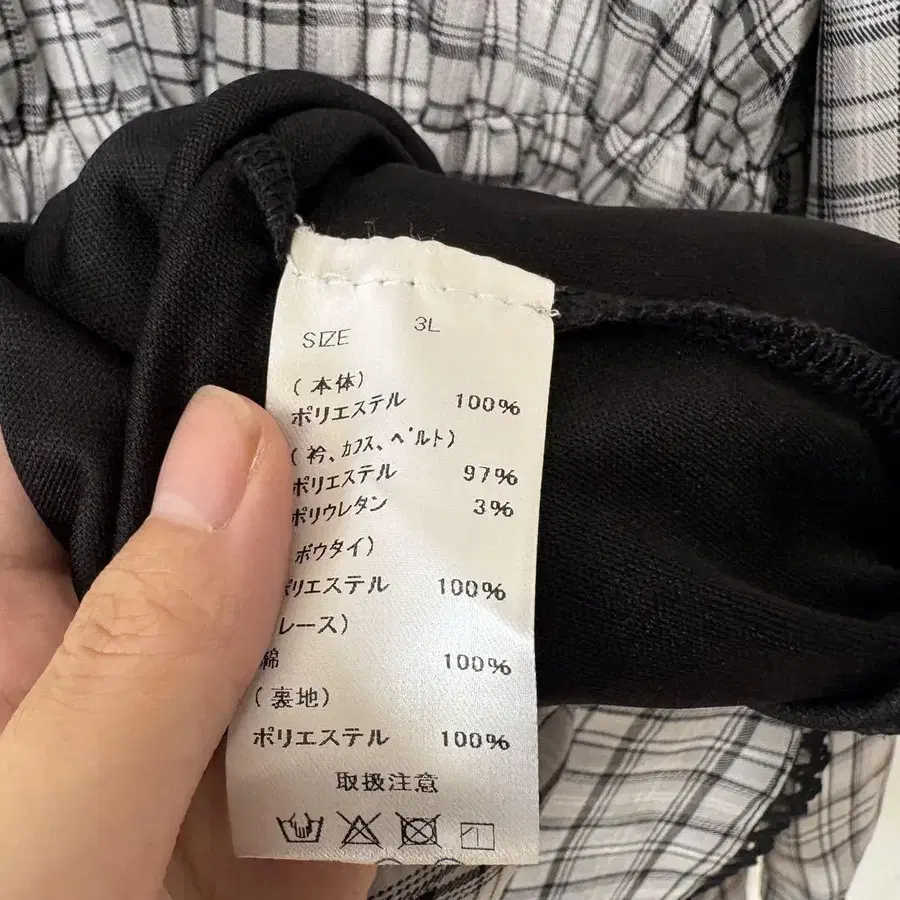 SIZE 3L
(本体)
ポリエステル 100%
(衿、カフス、ベルト)
ポリエステル 97%
ポリウレタン 3%
ボウタイ)
ポリエステル 100%
レース)
綿 100%
(裏地)
ポリエステル 100%
取扱注意